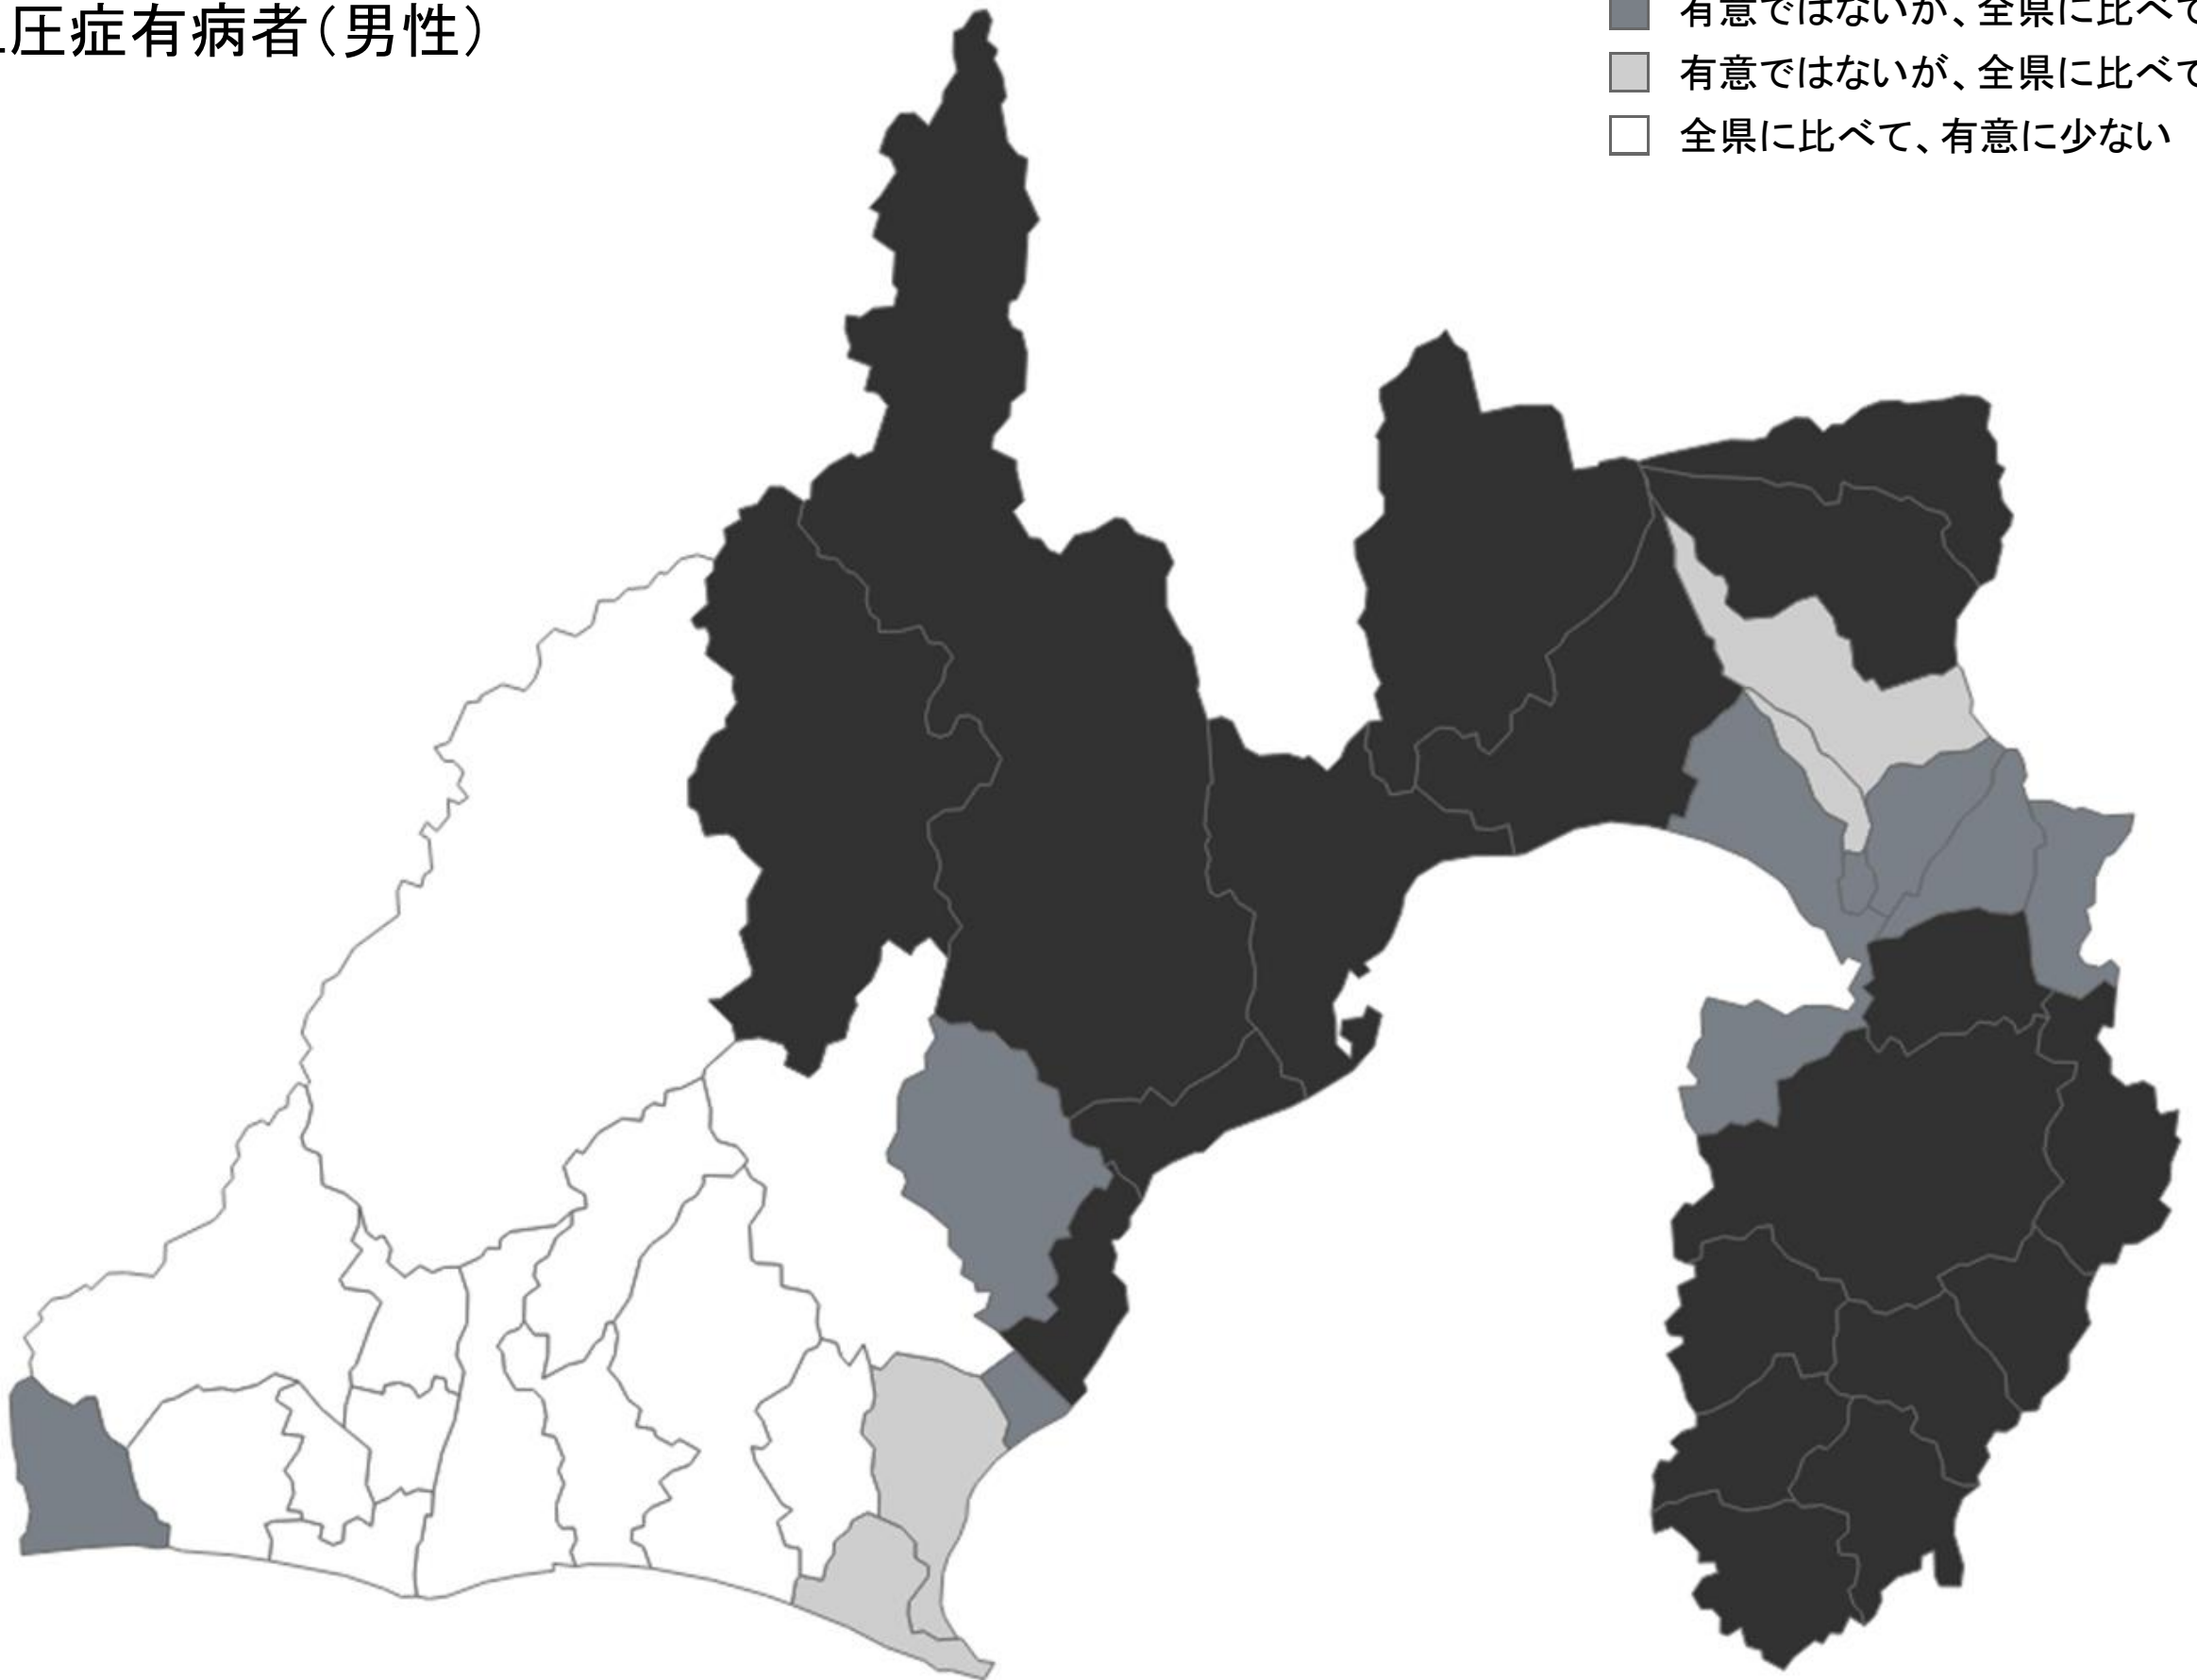 圧症有病者(男性)
有意ではないが、全県に比べて
有意ではないが、全県に比べて
全県に比べて、有意に少ない